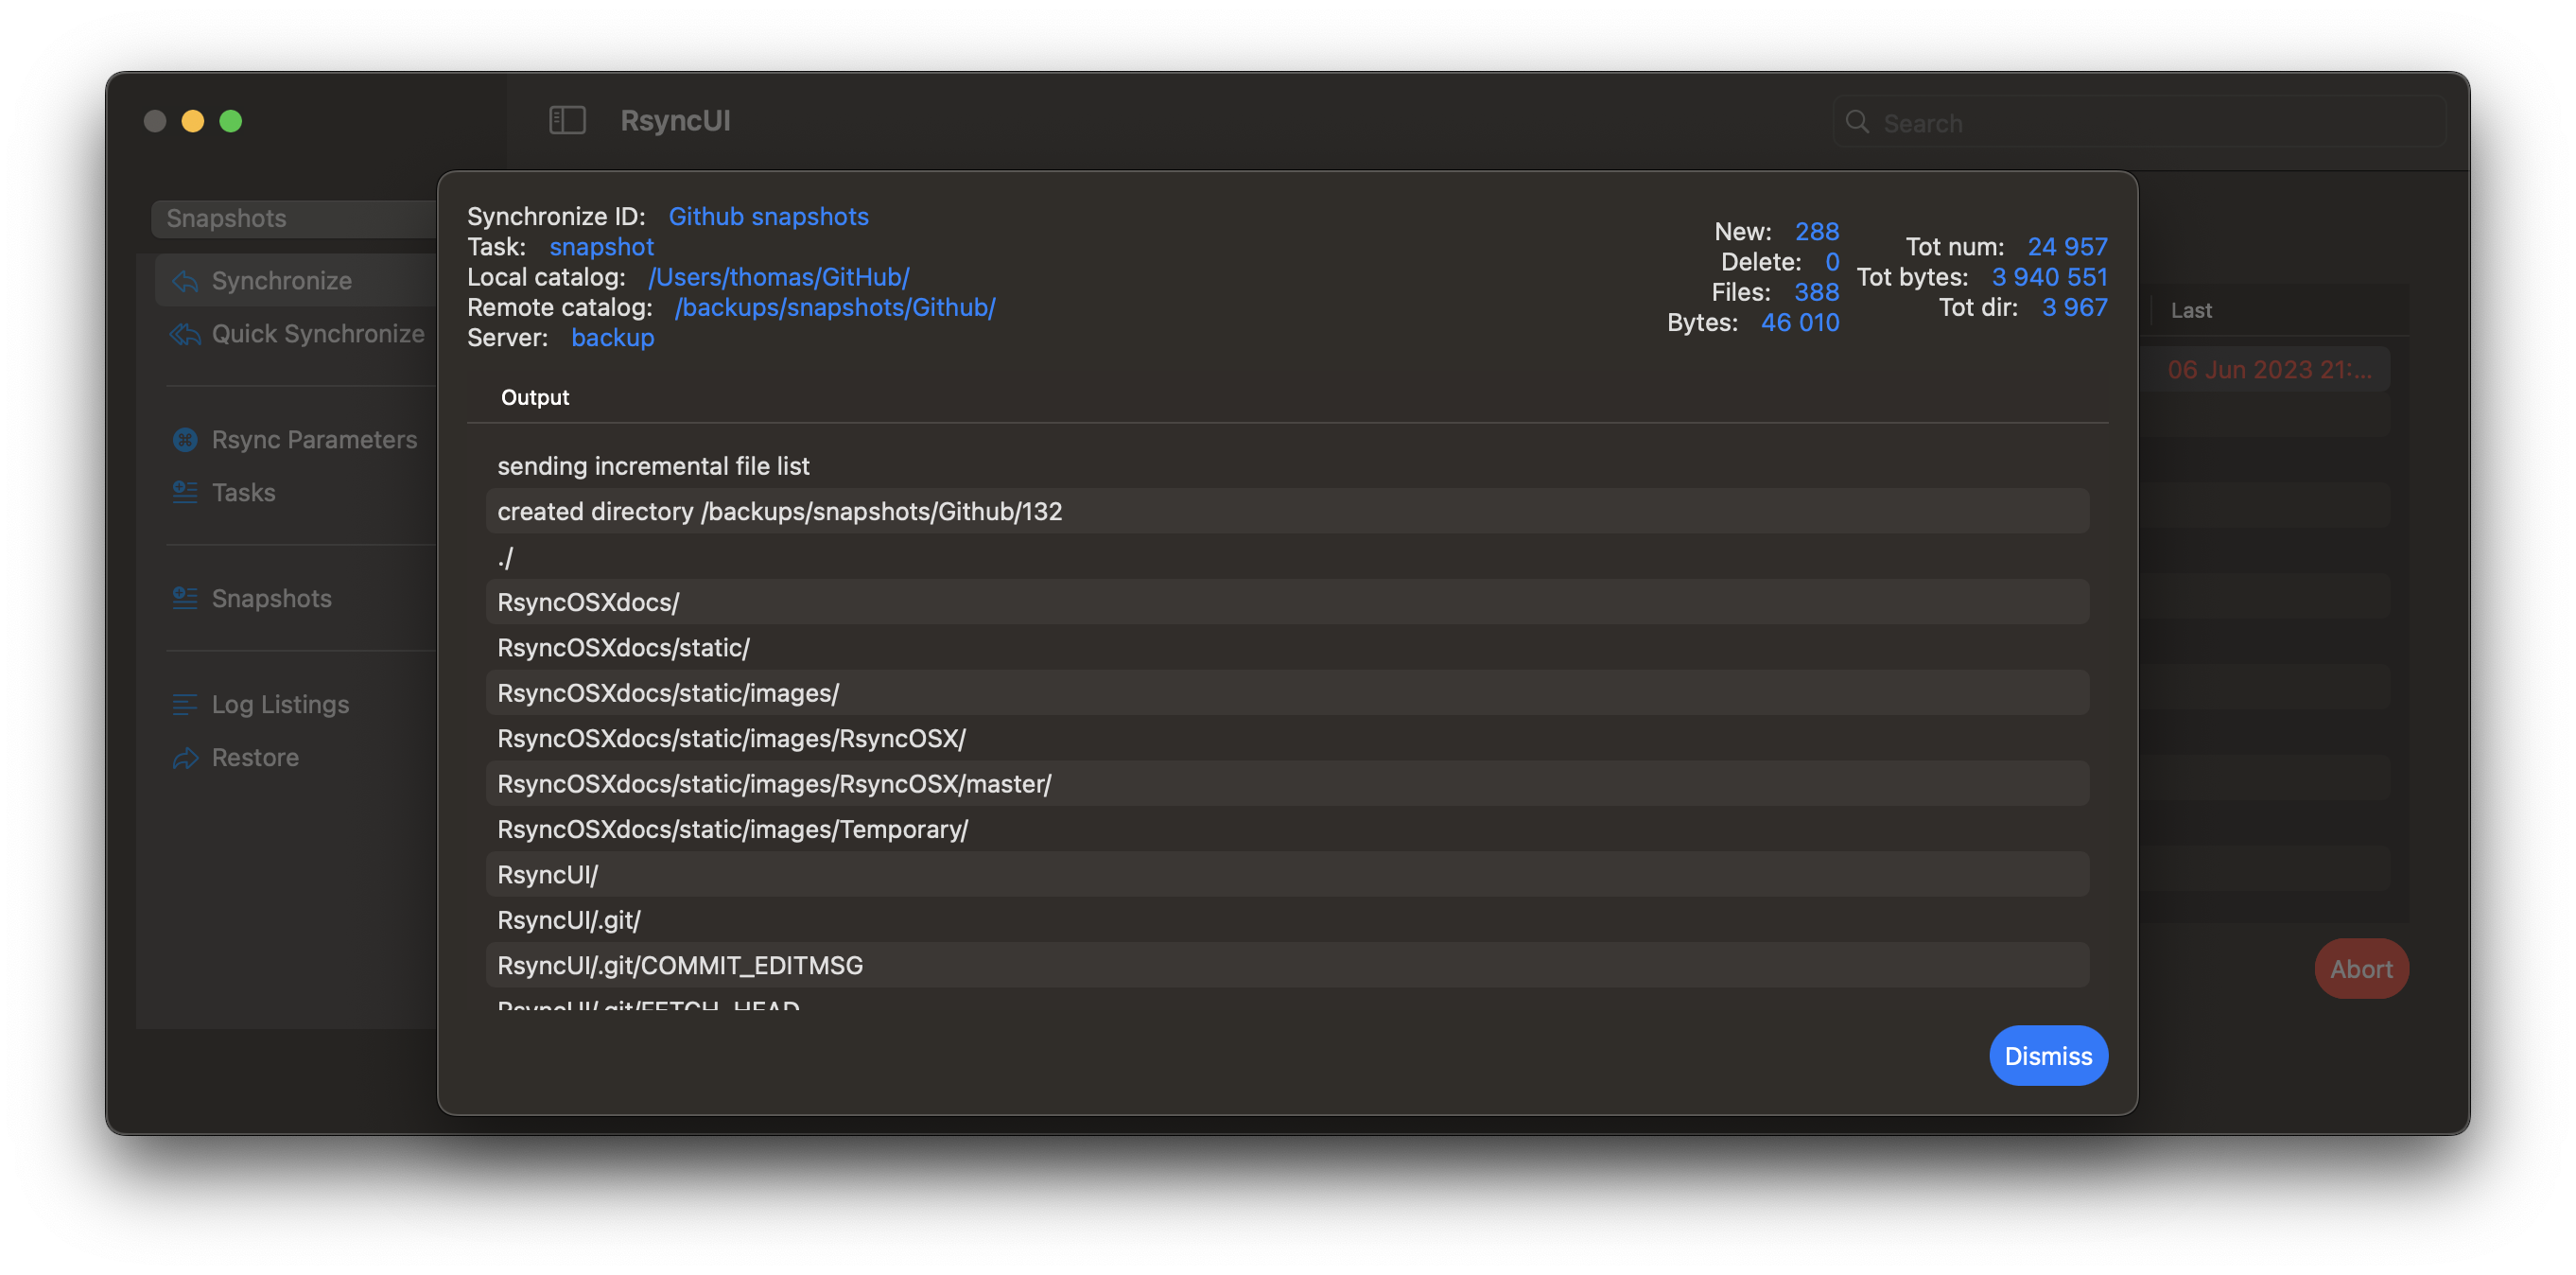 RsyncUI
Search
Snapshots
Synchronize
Quick Synchronize
Rsync Parameters
Tasks
Snapshots
Log Listings
Restore
Synchronize ID: Github snapshots
Task: snapshot
Local catalog: /Users/thomas/GitHub/
Remote catalog: /backups/snapshots/Github/
Server: backup
New: 288
Delete: 0
Files: 388
Bytes: 46 010
Tot num: 24 957
Tot bytes: 3 940 551
Tot dir: 3 967
Output
sending incremental file list
created directory /backups/snapshots/Github/132
./
RsyncOSXdocs/
RsyncOSXdocs/static/
RsyncOSXdocs/static/images/
RsyncOSXdocs/static/images/RsyncOSX/
RsyncOSXdocs/static/images/RsyncOSX/master/
RsyncOSXdocs/static/images/Temporary/
RsyncUI/
RsyncUI/.git/
RsyncUI/.git/COMMIT_EDITMSG
RsyncUI/.git/FETCH_HEAD
Dismiss
Last
06 Jun 2023 21:...
Abort